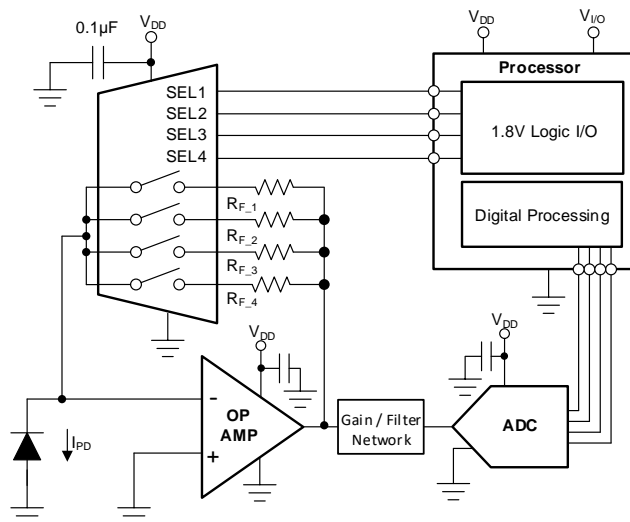 0.1µF
VDD
VDD
VI/O
Processor
SEL1
SEL2
SEL3
SEL4
1.8V Logic I/O
Digital Processing
RF_1
RF_2
RF_3
RF_4
VDD
VDD
-
OP
AMP
+
IPD
Gain / Filter
Network
ADC